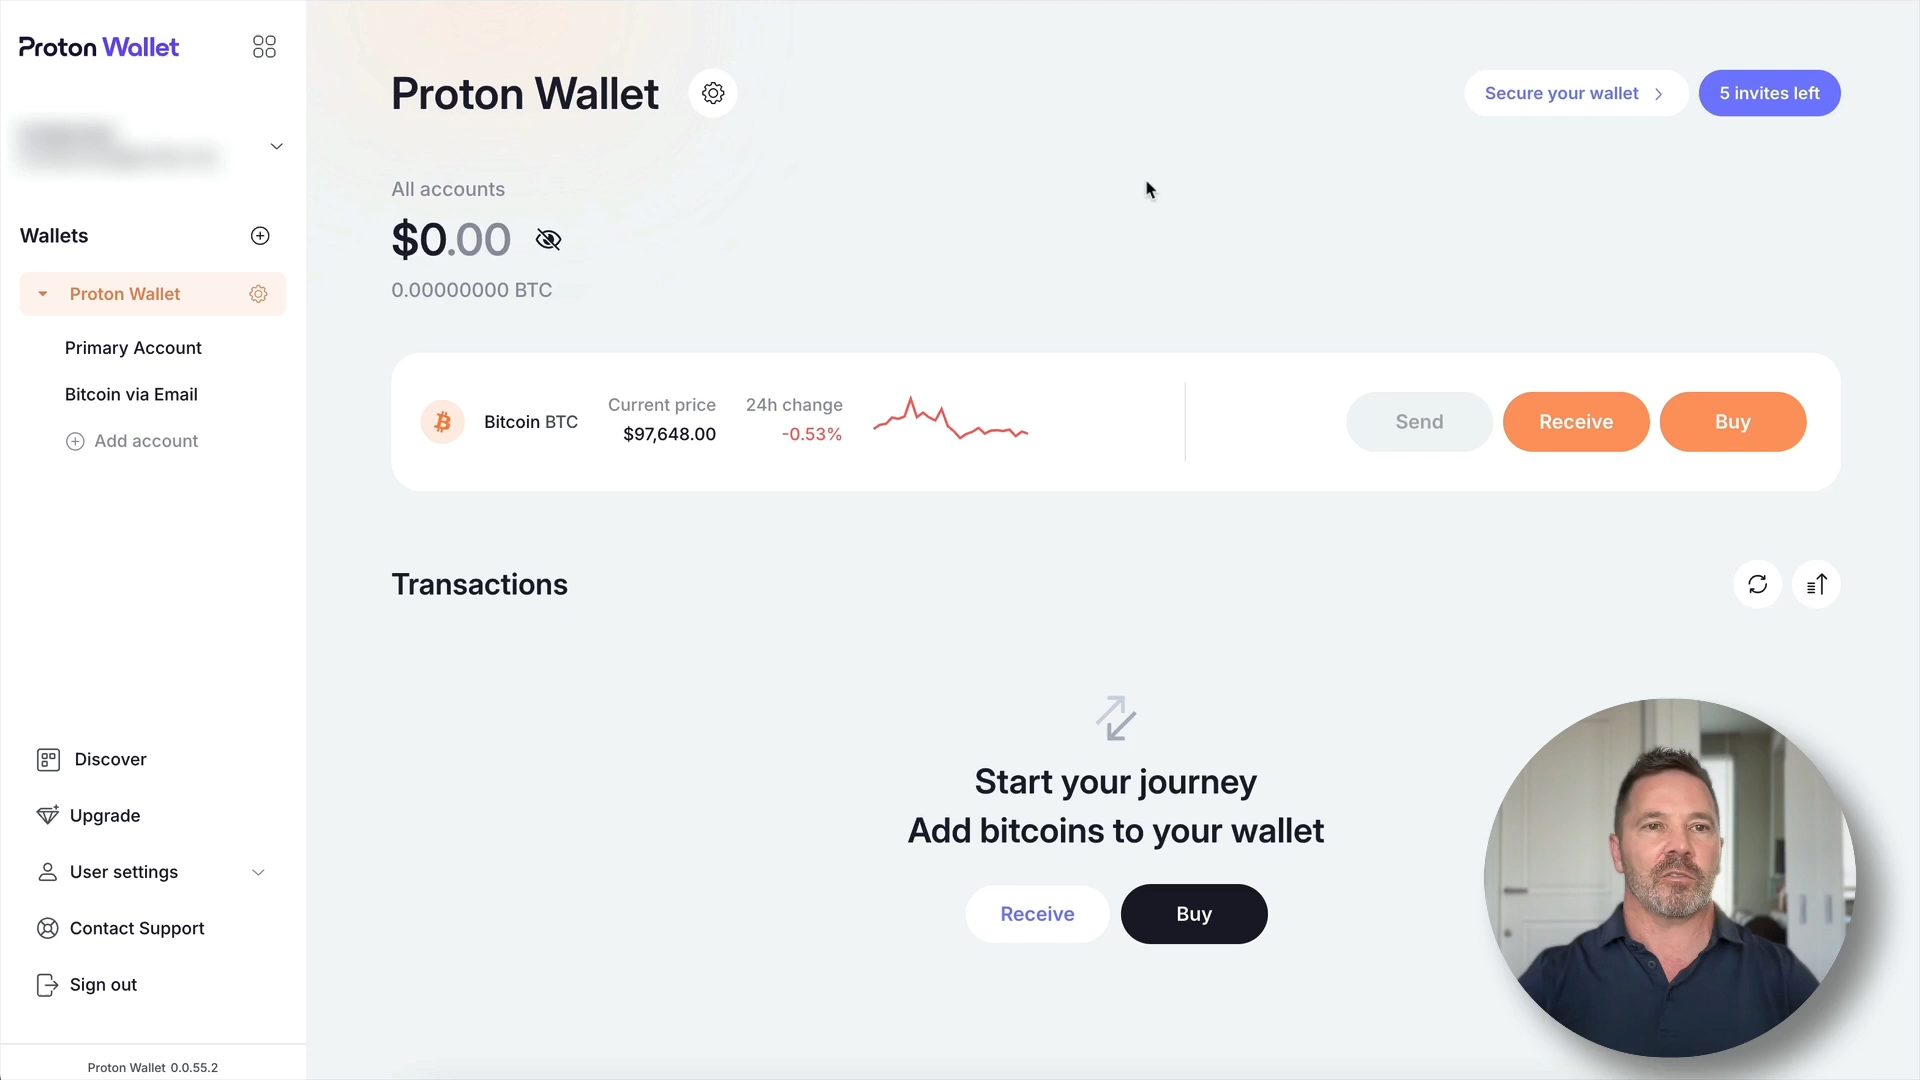 Proton Wallet
Wallets
Proton Wallet
Primary Account
Bitcoin via Email
Add account
Discover
Upgrade
User settings
Contact Support
Sign out
Proton Wallet 0.0.55.2
Proton Wallet
Secure your wallet
5 invites left
All accounts
$0.00
0.00000000 BTC
Bitcoin BTC
Current price
$97,648.00
24h change
-0.53%
Send
Receive
Buy
Transactions
Start your journey
Add bitcoins to your wallet
Receive
Buy